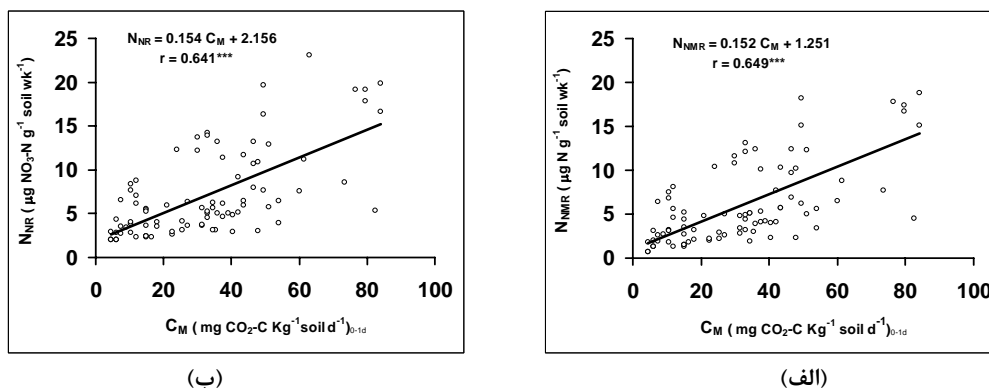 N_NR = 0.154 C_M + 2.156
r = 0.641***
N_NR ( µg NO₃-N g⁻¹ soil wk⁻¹)
25
20
15
10
5
0
0 20 40 60 80 100
C_M ( mg CO₂-C Kg⁻¹ soil d⁻¹)₀₋₁d
(ب)
N_NMR = 0.152 C_M + 1.251
r = 0.649***
N_NMR ( µg N g⁻¹ soil wk⁻¹)
25
20
15
10
5
0
0 20 40 60 80 100
C_M ( mg CO₂-C Kg⁻¹ soil d⁻¹)₀₋₁d
(الف)